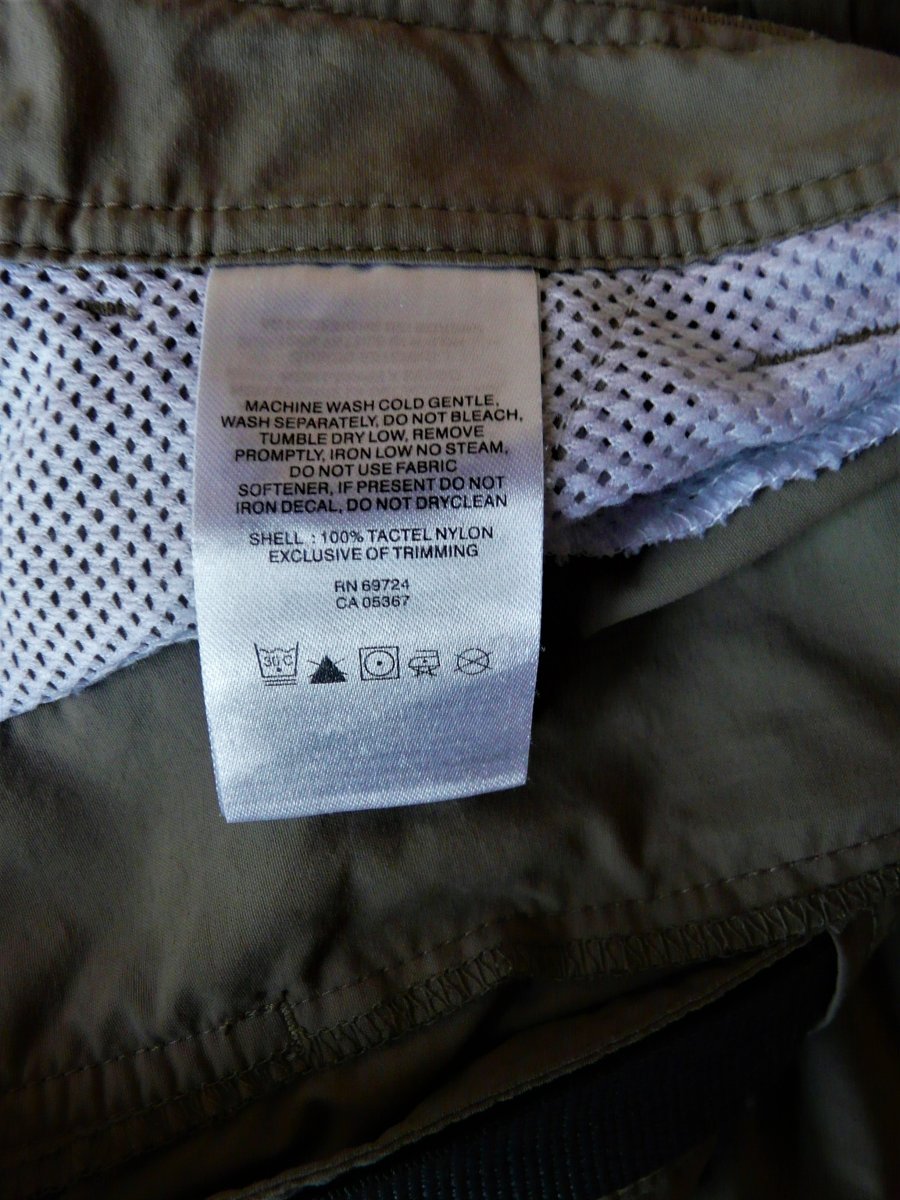 MACHINE WASH COLD GENTLE,
WASH SEPARATELY, DO NOT BLEACH,
TUMBLE DRY LOW, REMOVE
PROMPTLY, IRON LOW NO STEAM,
DO NOT USE FABRIC
SOFTENER, IF PRESENT DO NOT
IRON DECAL, DO NOT DRYCLEAN
SHELL : 100% TACTEL NYLON
EXCLUSIVE OF TRIMMING
RN 69724
CA 05367
30 C